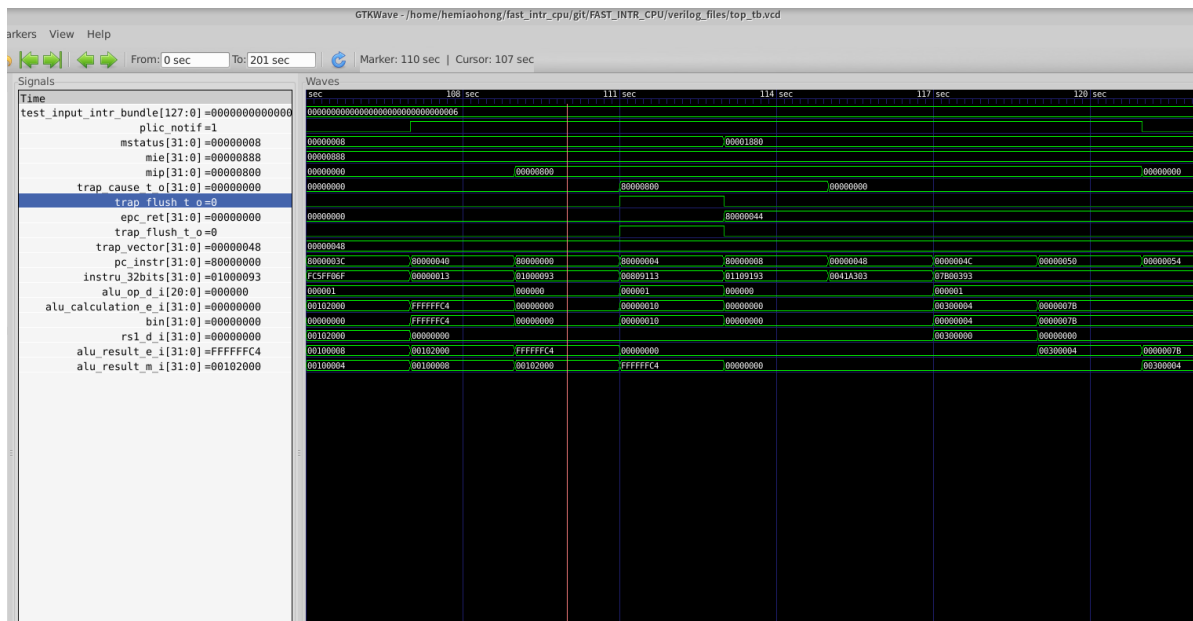 GTKWave - /home/hemiaohong/fast_intr_cpu/git/FAST_INTR_CPU/verilog_files/top_tb.vcd
arkers View Help
From: 0 sec To: 201 sec Marker: 110 sec | Cursor: 107 sec
Signals Waves
Time sec 108 sec 111 sec 114 sec 117 sec 120 sec
test_input_intr_bundle[127:0]=0000000000000 00000000000000000000000000000006
plic_notif=1
mstatus[31:0]=00000008 00000008 00001880
mie[31:0]=00000888 00000888
mip[31:0]=00000800 00000000 00000800 00000000
trap_cause_t_o[31:0]=00000000 00000000 80000800 00000000
trap_flush_t_o=0
epc_ret[31:0]=00000000 00000000 80000044
trap_flush_t_o=0
trap_vector[31:0]=00000048 00000048
pc_instr[31:0]=80000000 8000003C 80000040 80000000 80000004 80000008 00000048 0000004C 00000050 00000054
instru_32bits[31:0]=01000093 FC5FF06F 00000013 01000093 00809113 01109193 0041A303 07B00393
alu_op_d_i[20:0]=000000 000001 000000 000001 000000 000001
alu_calculation_e_i[31:0]=00000000 00102000 FFFFFFC4 00000000 00000010 00000000 00300004 0000007B
bin[31:0]=00000000 00000000 FFFFFFC4 00000000 00000010 00000000 00000004 0000007B
rs1_d_i[31:0]=00000000 00102000 00000000 00300000 00000000
alu_result_e_i[31:0]=FFFFFFC4 00100008 00102000 FFFFFFC4 00000000 00300004 0000007B
alu_result_m_i[31:0]=00102000 00100004 00100008 00102000 FFFFFFC4 00000000 00300004